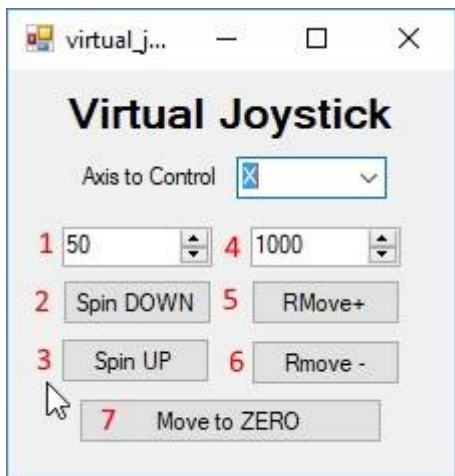 virtual_j...
Virtual Joystick
Axis to Control X
1 50 4 1000
2 Spin DOWN 5 RMove+
3 Spin UP 6 Rmove -
7 Move to ZERO